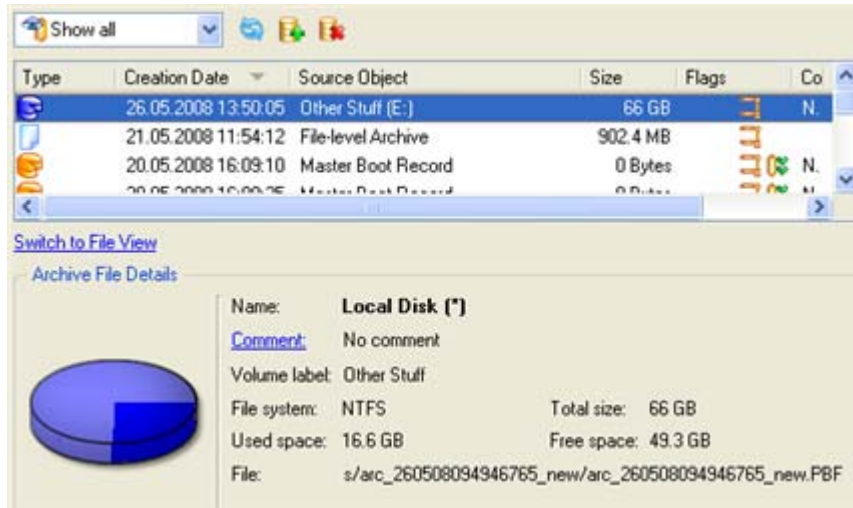 Show all
Type Creation Date Source Object Size Flags Co
26.05.2008 13:50:05 Other Stuff (E:) 66 GB N.
21.05.2008 11:54:12 File-level Archive 902.4 MB
20.05.2008 16:09:10 Master Boot Record 0 Bytes N.
Switch to File View
Archive File Details
Name: Local Disk (*)
Comment: No comment
Volume label: Other Stuff
File system: NTFS Total size: 66 GB
Used space: 16.6 GB Free space: 49.3 GB
File: s/arc_260508094946765_new/arc_260508094946765_new.PBF